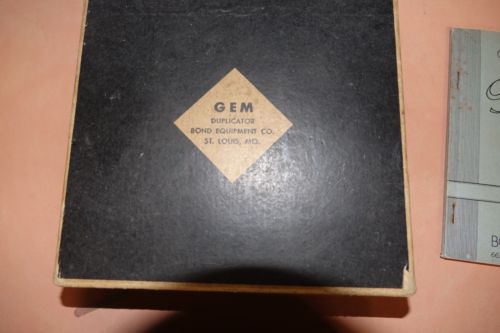 GEM
DUPLICATOR
BOND EQUIPMENT CO.
ST. LOUIS, MO.